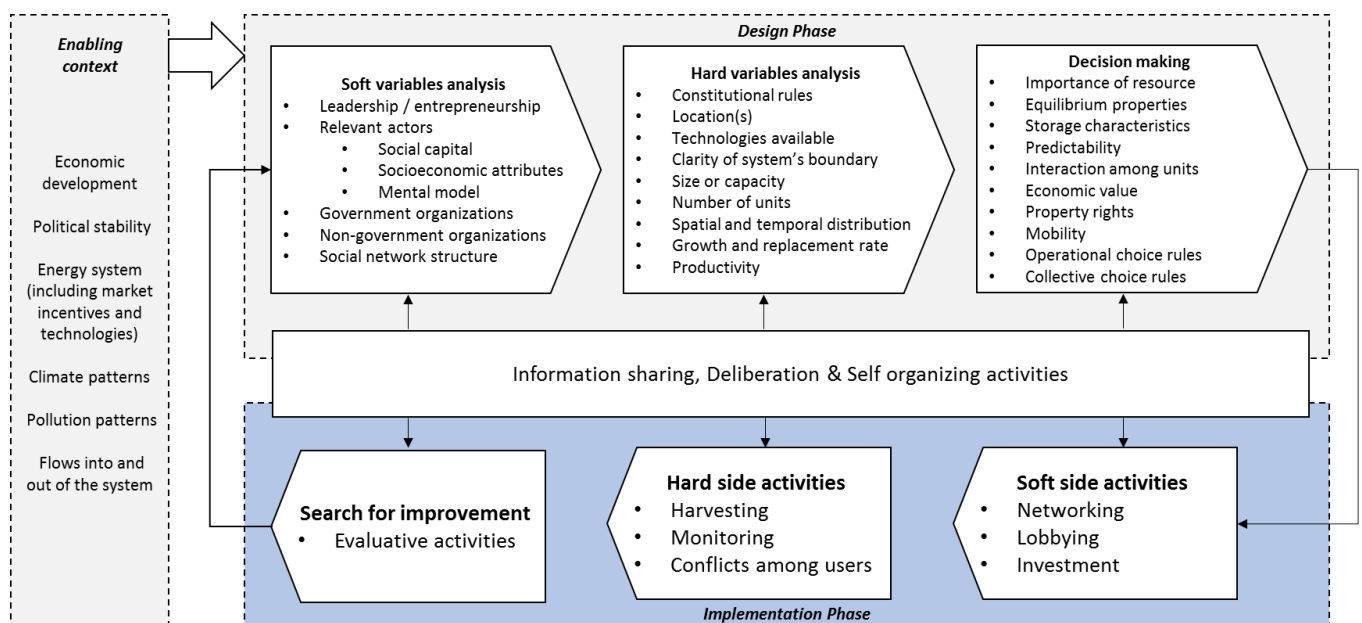 Enabling
context
Economic
development
Political stability
Energy system
(including market
incentives and
technologies)
Climate patterns
Pollution patterns
Flows into and
out of the system
Design Phase
Soft variables analysis
• Leadership / entrepreneurship
• Relevant actors
• Social capital
• Socioeconomic attributes
• Mental model
• Government organizations
• Non-government organizations
• Social network structure
Hard variables analysis
• Constitutional rules
• Location(s)
• Technologies available
• Clarity of system's boundary
• Size or capacity
• Number of units
• Spatial and temporal distribution
• Growth and replacement rate
• Productivity
Decision making
• Importance of resource
• Equilibrium properties
• Storage characteristics
• Predictability
• Interaction among units
• Economic value
• Property rights
• Mobility
• Operational choice rules
• Collective choice rules
Information sharing, Deliberation & Self organizing activities
Search for improvement
• Evaluative activities
Hard side activities
• Harvesting
• Monitoring
• Conflicts among users
Soft side activities
• Networking
• Lobbying
• Investment
Implementation Phase